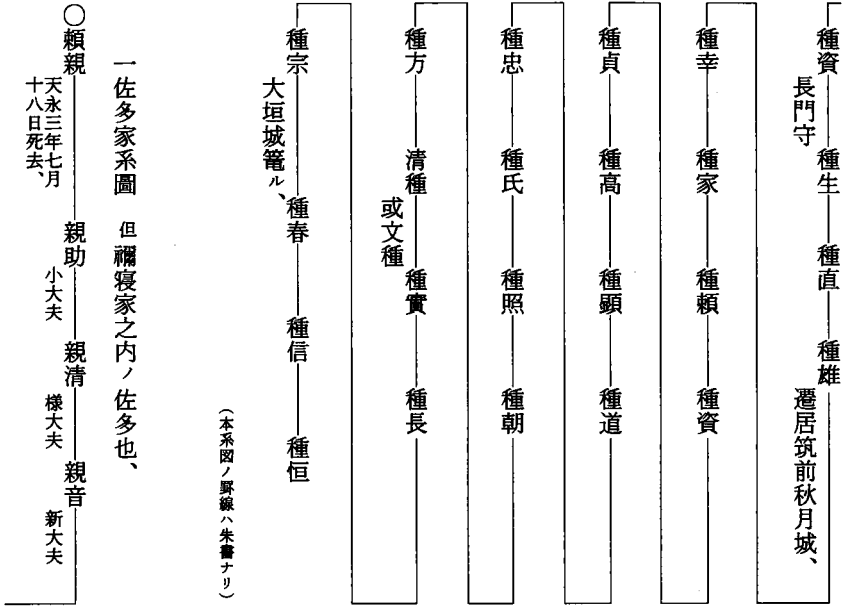 種資 長門守 種生 種直 種雄 遷居筑前秋月城、
種幸 種家 種頼 種資
種貞 種高 種顕 種道
種忠 種氏 種照 種朝
種方 清種 或文種 種實 種長
種宗 大垣城篭ル、 種春 種信 種恒
（本系図ノ罫線ハ朱書ナリ）
一佐多家系圖 但禰寝家之内ノ佐多也、
〇頼親 天永三年七月十八日死去、 親助 小大夫 親清 様大夫 親音 新大夫